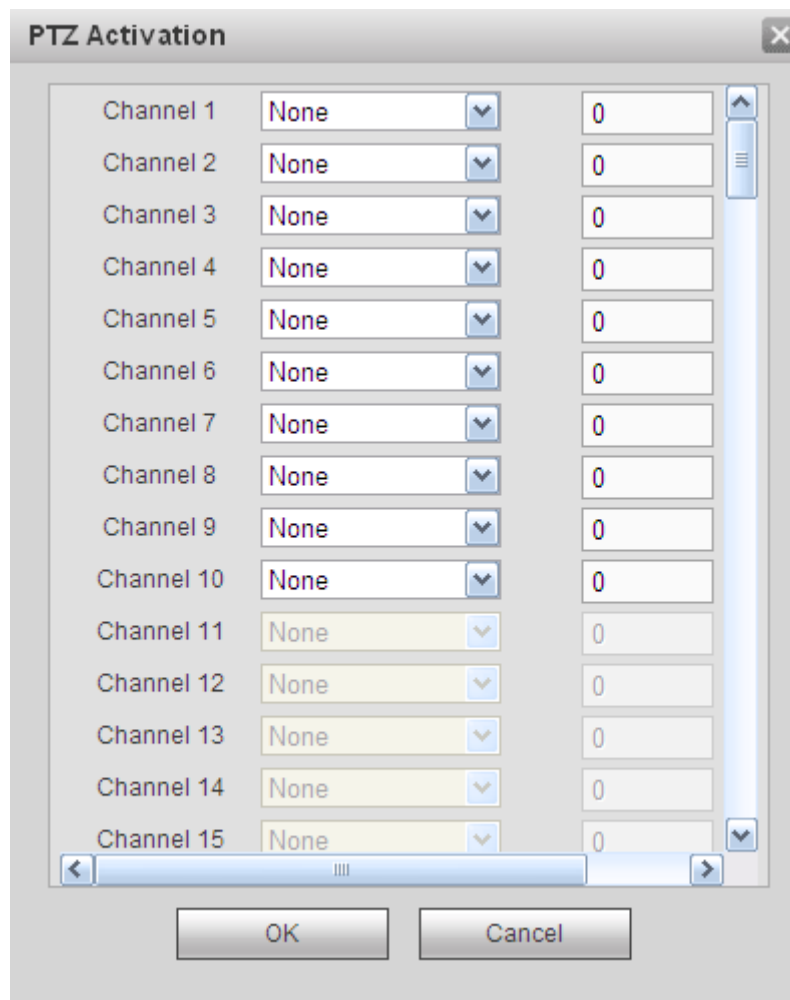 PTZ Activation
Channel 1 None 0
Channel 2 None 0
Channel 3 None 0
Channel 4 None 0
Channel 5 None 0
Channel 6 None 0
Channel 7 None 0
Channel 8 None 0
Channel 9 None 0
Channel 10 None 0
Channel 11 None 0
Channel 12 None 0
Channel 13 None 0
Channel 14 None 0
Channel 15 None 0
OK Cancel